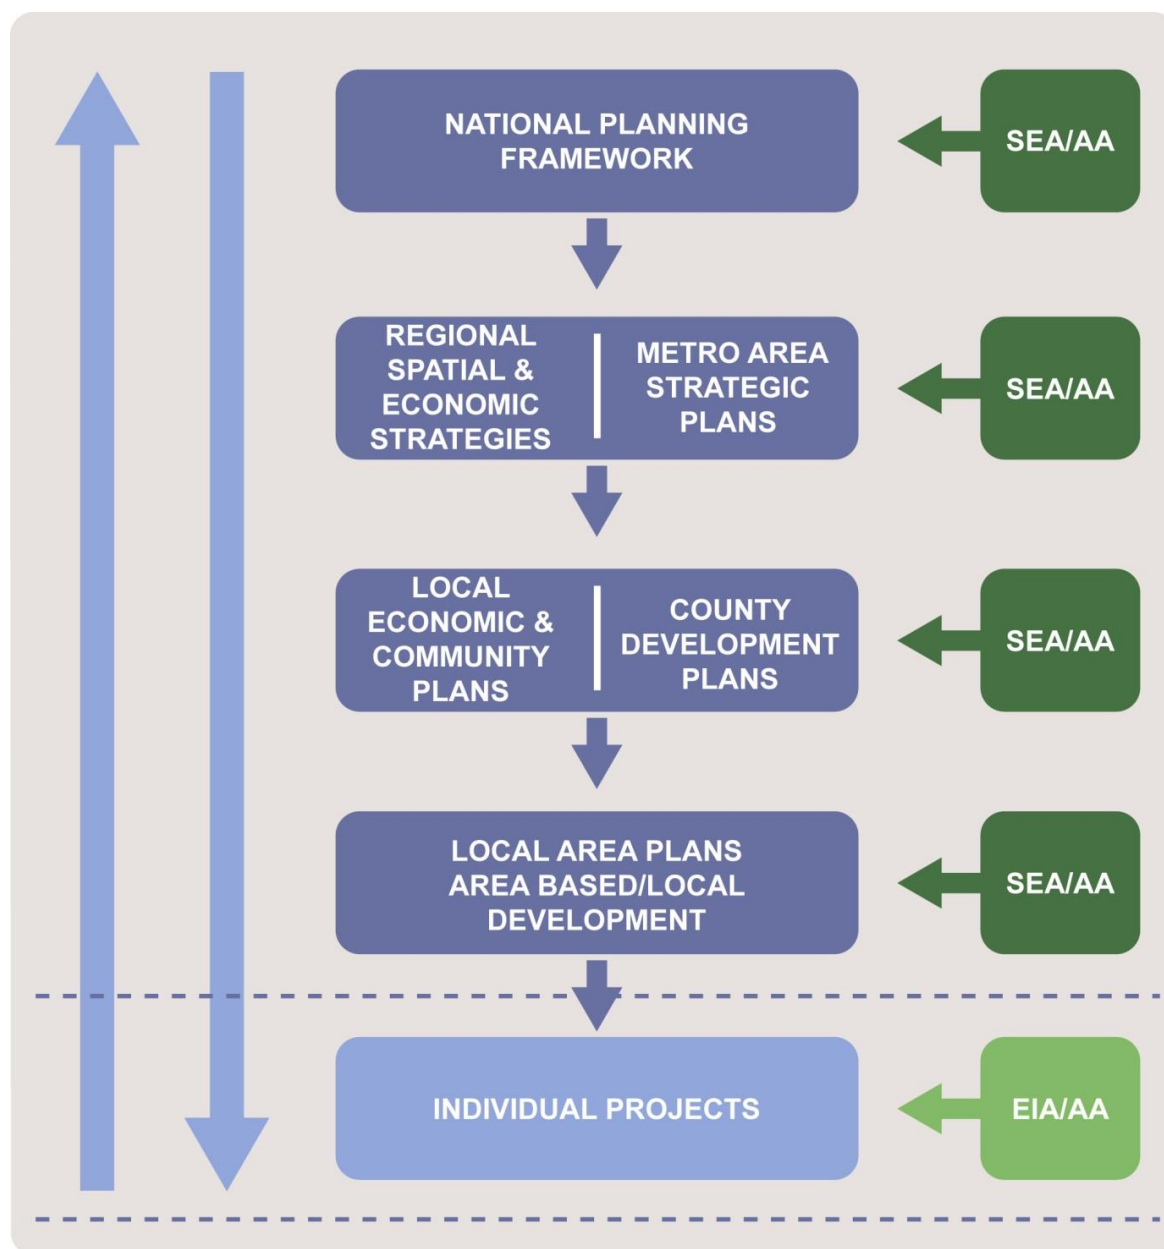 NATIONAL PLANNING
FRAMEWORK
SEA/AA
REGIONAL
SPATIAL &
ECONOMIC
STRATEGIES
METRO AREA
STRATEGIC
PLANS
SEA/AA
LOCAL
ECONOMIC &
COMMUNITY
PLANS
COUNTY
DEVELOPMENT
PLANS
SEA/AA
LOCAL AREA PLANS
AREA BASED/LOCAL
DEVELOPMENT
SEA/AA
INDIVIDUAL PROJECTS
EIA/AA